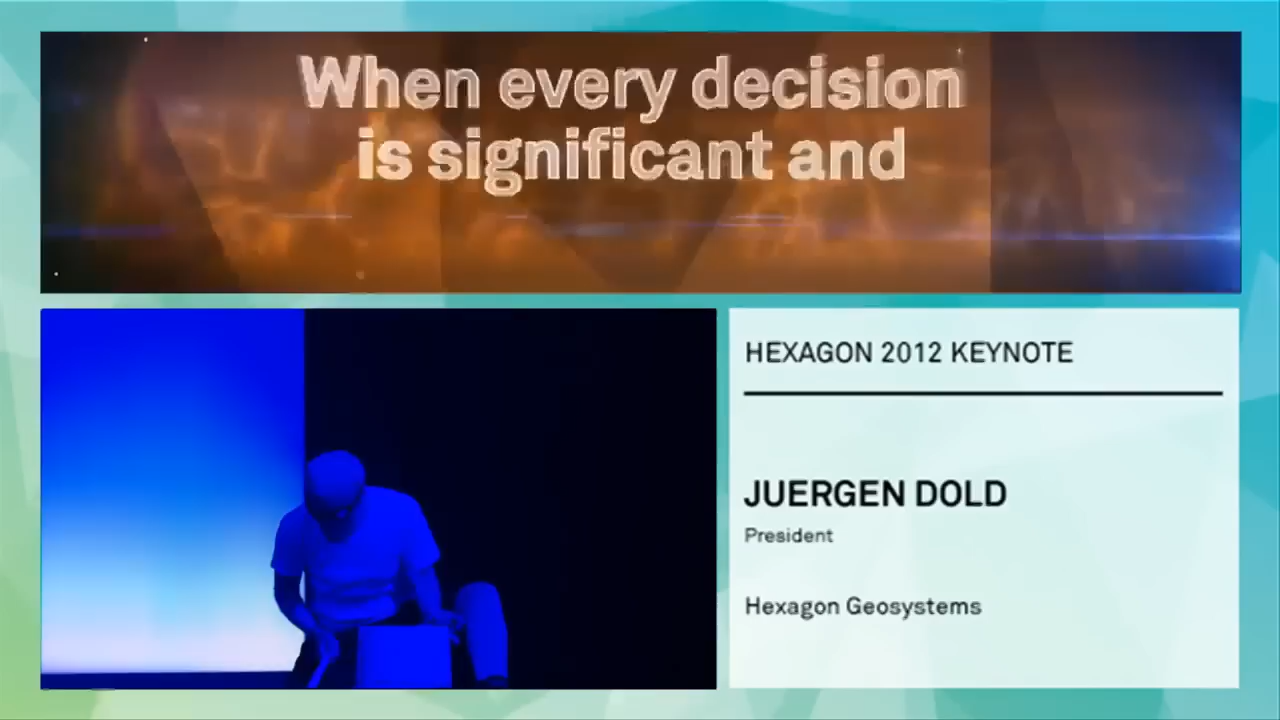 When every decision
is significant and
HEXAGON 2012 KEYNOTE
JUERGEN DOLD
President
Hexagon Geosystems